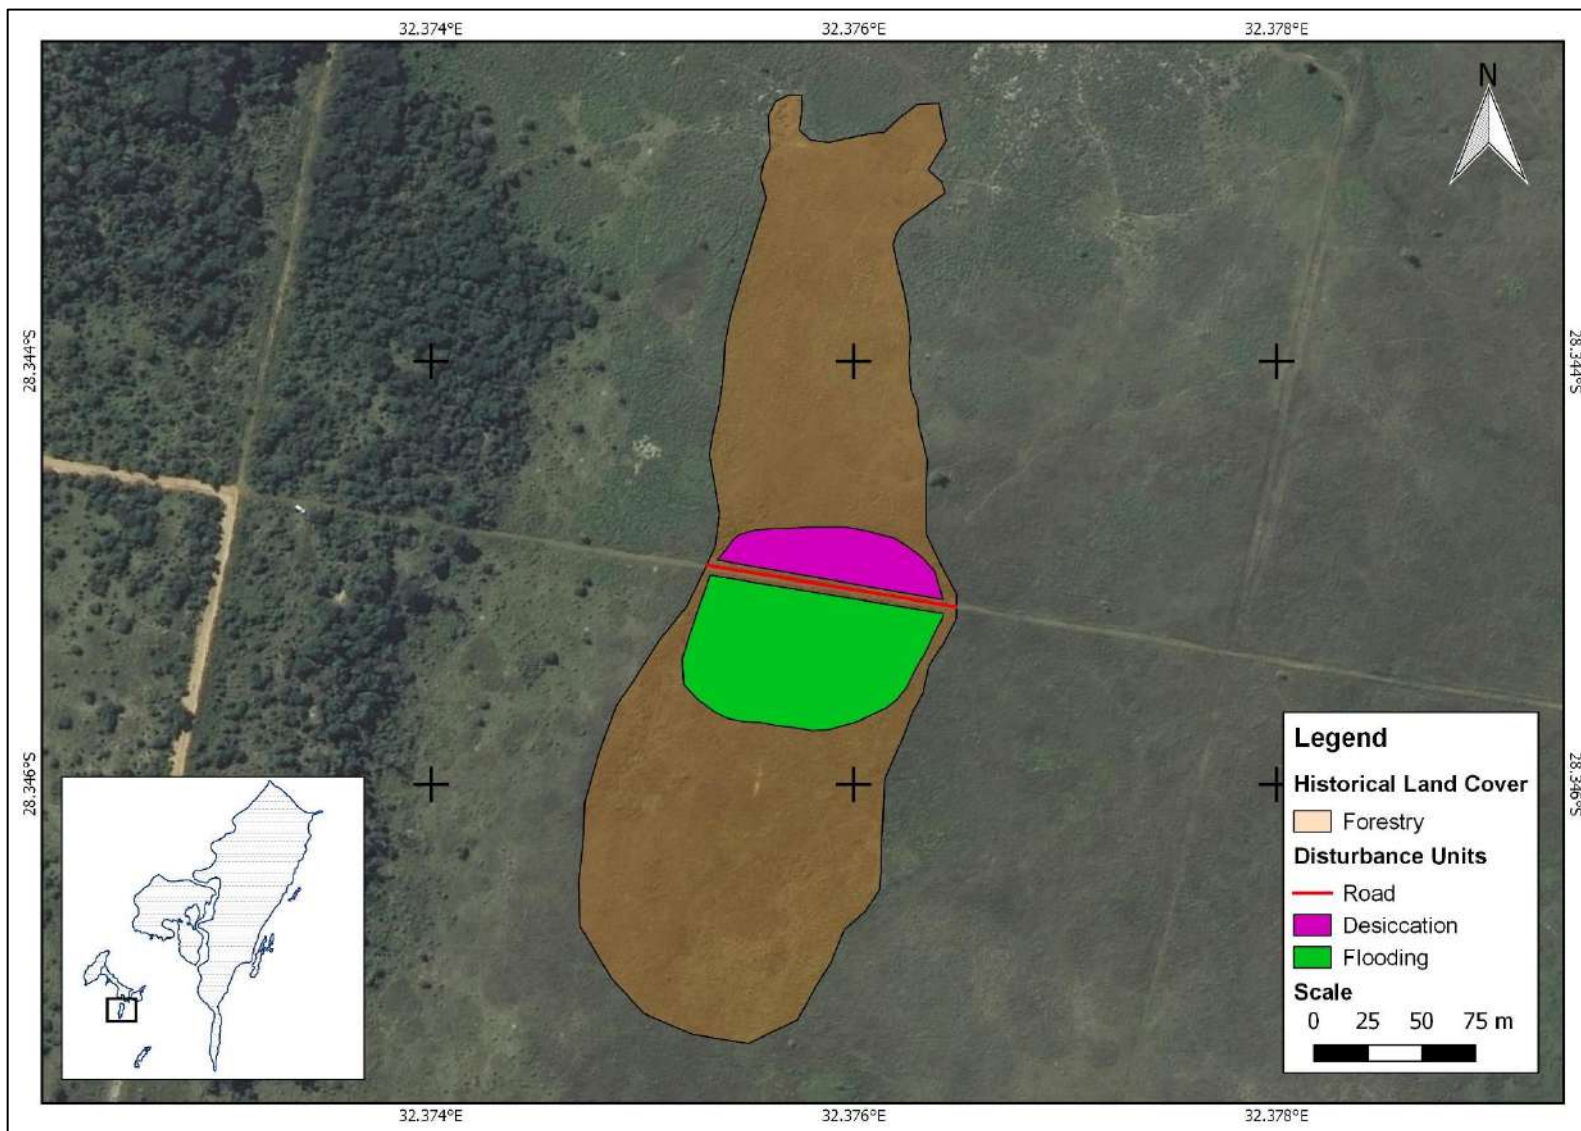 32.374°E 32.376°E 32.378°E
N
28.344°S 28.344°S
28.346°S 28.346°S
Legend
Historical Land Cover
Forestry
Disturbance Units
Road
Desiccation
Flooding
Scale
0 25 50 75 m
32.374°E 32.376°E 32.378°E